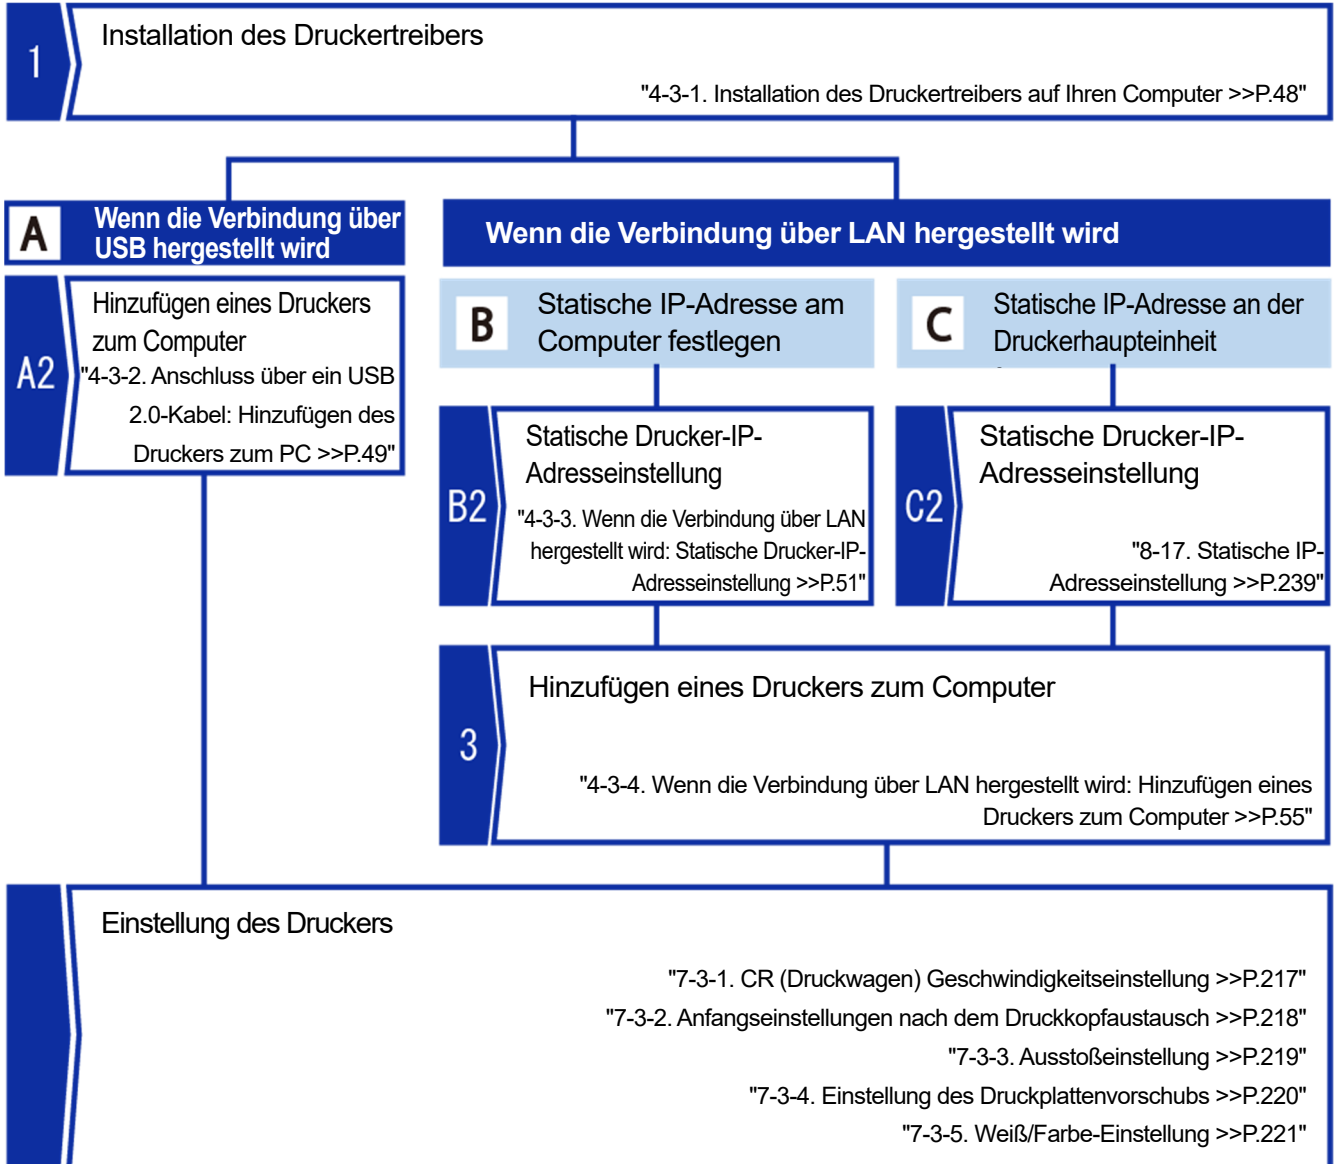 1
Installation des Druckertreibers
"4-3-1. Installation des Druckertreibers auf Ihren Computer >>P.48"
A
Wenn die Verbindung über
USB hergestellt wird
A2
Hinzufügen eines Druckers
zum Computer
"4-3-2. Anschluss über ein USB
2.0-Kabel: Hinzufügen des
Druckers zum PC >>P.49"
Wenn die Verbindung über LAN hergestellt wird
B
Statische IP-Adresse am
Computer festlegen
B2
Statische Drucker-IP-
Adresseinstellung
"4-3-3. Wenn die Verbindung über LAN
hergestellt wird: Statische Drucker-IP-
Adresseinstellung >>P.51"
C
Statische IP-Adresse an der
Druckerhaupteinheit
C2
Statische Drucker-IP-
Adresseinstellung
"8-17. Statische IP-
Adresseinstellung >>P.239"
3
Hinzufügen eines Druckers zum Computer
"4-3-4. Wenn die Verbindung über LAN hergestellt wird: Hinzufügen eines
Druckers zum Computer >>P.55"
Einstellung des Druckers
"7-3-1. CR (Druckwagen) Geschwindigkeitseinstellung >>P.217"
"7-3-2. Anfangseinstellungen nach dem Druckkopfaustausch >>P.218"
"7-3-3. Ausstoßeinstellung >>P.219"
"7-3-4. Einstellung des Druckplattenvorschubs >>P.220"
"7-3-5. Weiß/Farbe-Einstellung >>P.221"